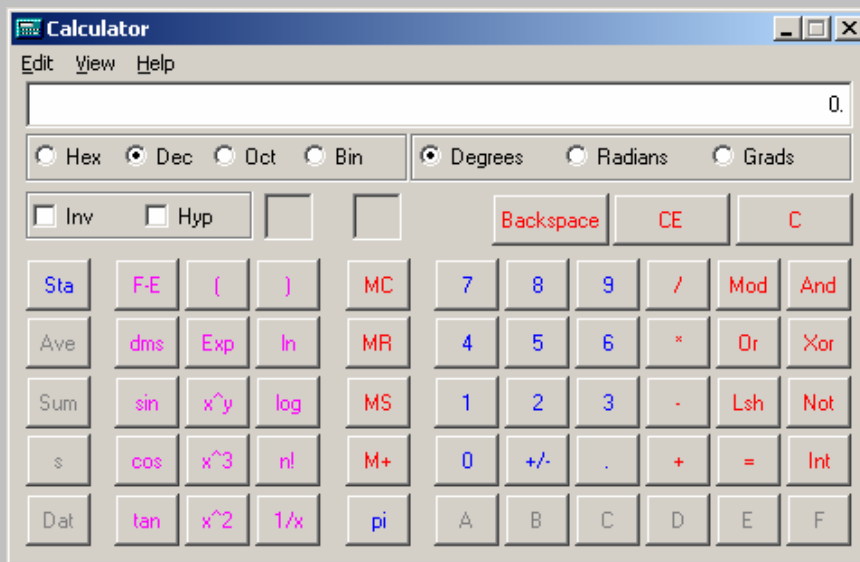 Calculator
Edit View Help
0.
Hex Dec Oct Bin Degrees Radians Grads
Inv Hyp Backspace CE C
Sta F-E ( ) MC 7 8 9 / Mod And
Ave dms Exp ln MR 4 5 6 * Or Xor
Sum sin x^y log MS 1 2 3 - Lsh Not
s cos x^3 n! M+ 0 +/- . + = Int
Dat tan x^2 1/x pi A B C D E F